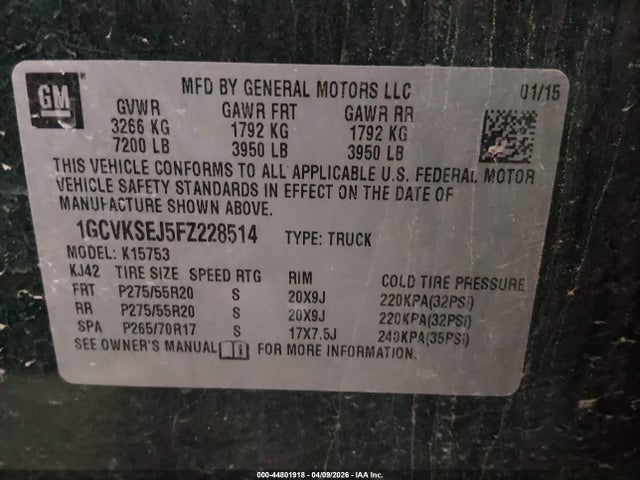 GM
MFD BY GENERAL MOTORS LLC 01/15
GVWR GAWR FRT GAWR RR
3266 KG 1792 KG 1792 KG
7200 LB 3950 LB 3950 LB
THIS VEHICLE CONFORMS TO ALL APPLICABLE U.S. FEDERAL MOTOR
VEHICLE SAFETY STANDARDS IN EFFECT ON THE DATE OF
MANUFACTURE SHOWN ABOVE.
1GCVKSEJ5FZ228514 TYPE: TRUCK
MODEL: K15753
KJ42 TIRE SIZE SPEED RTG RIM COLD TIRE PRESSURE
FRT P275/55R20 S 20X9J 220KPA(32PSI)
RR P275/55R20 S 20X9J 220KPA(32PSI)
SPA P265/70R17 S 17X7.5J 240KPA(35PSI)
SEE OWNER'S MANUAL FOR MORE INFORMATION.
000-44801918 - 04/09/2026 - IAA Inc.